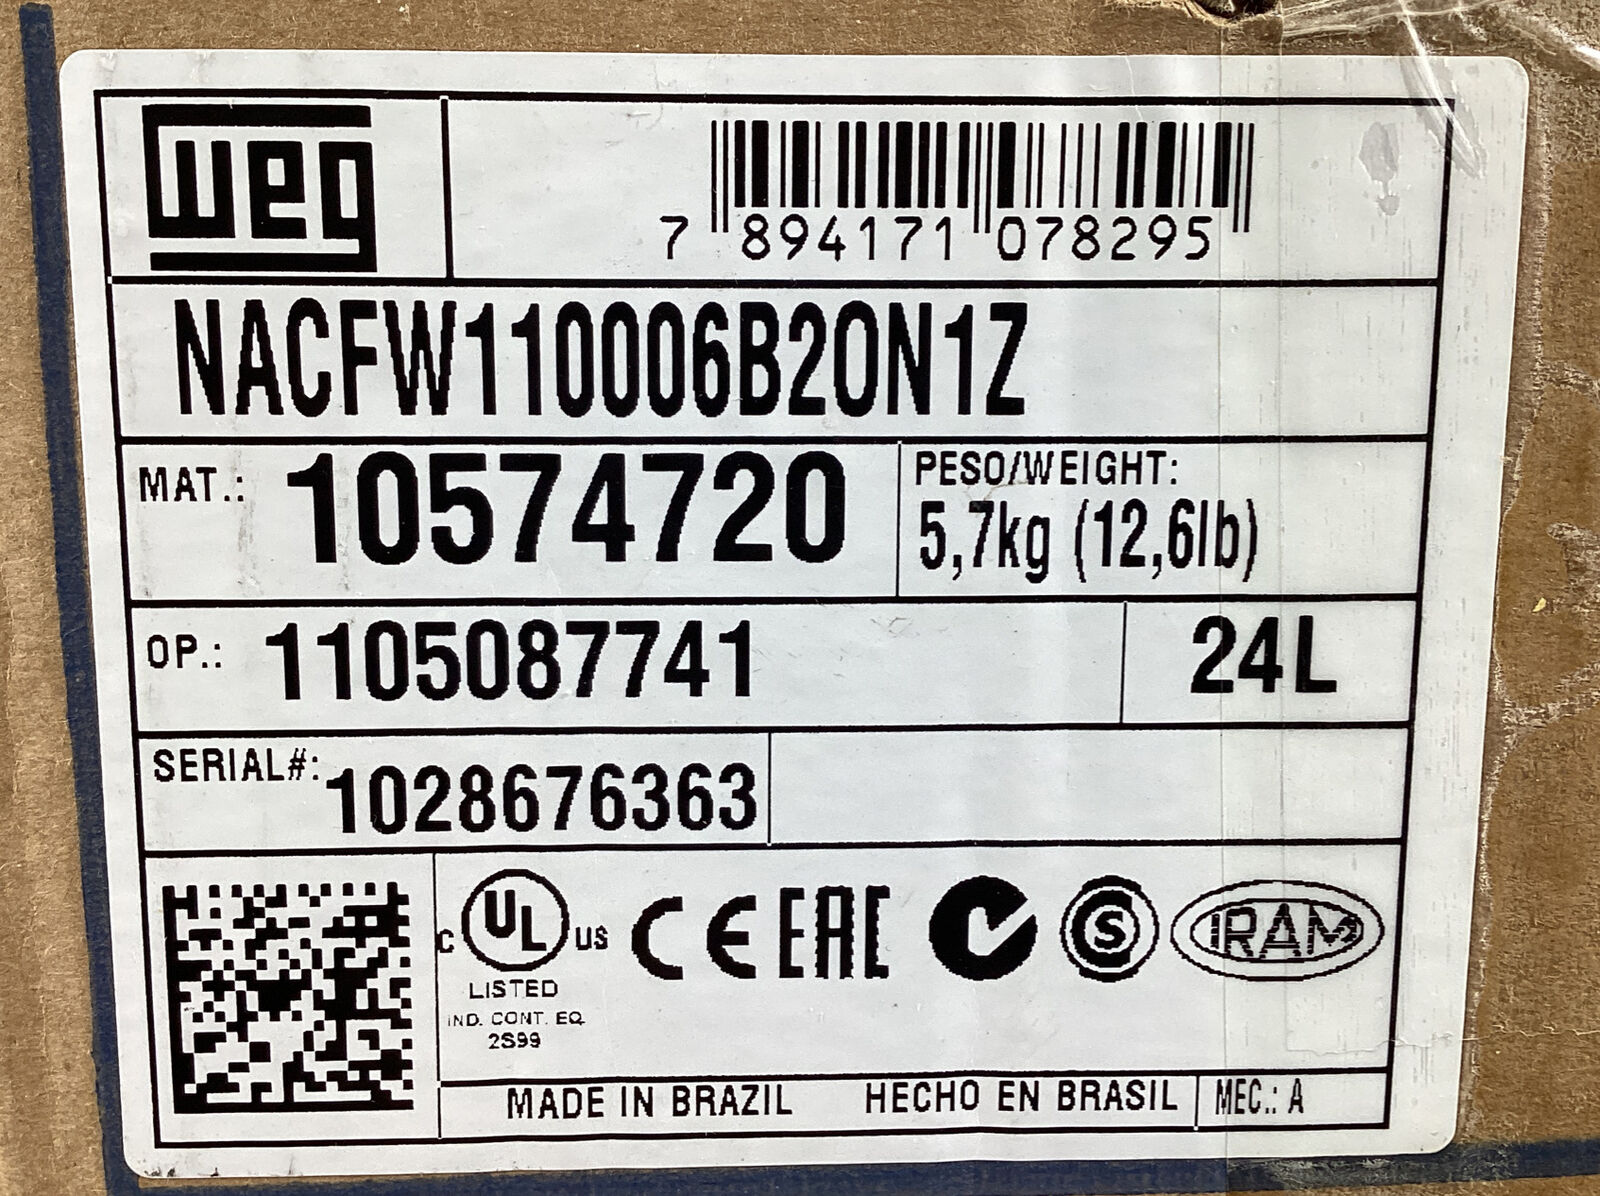 weg
7 894171 078295
NACFW110006B2ON1Z
MAT.: 10574720
PESO/WEIGHT:
5,7kg (12,6lb)
OP.: 1105087741
24L
SERIAL#: 1028676363
C UL US
LISTED
IND. CONT. EQ.
2S99
CE
EAC
S
IRAM
MADE IN BRAZIL
HECHO EN BRASIL
MEC.: A